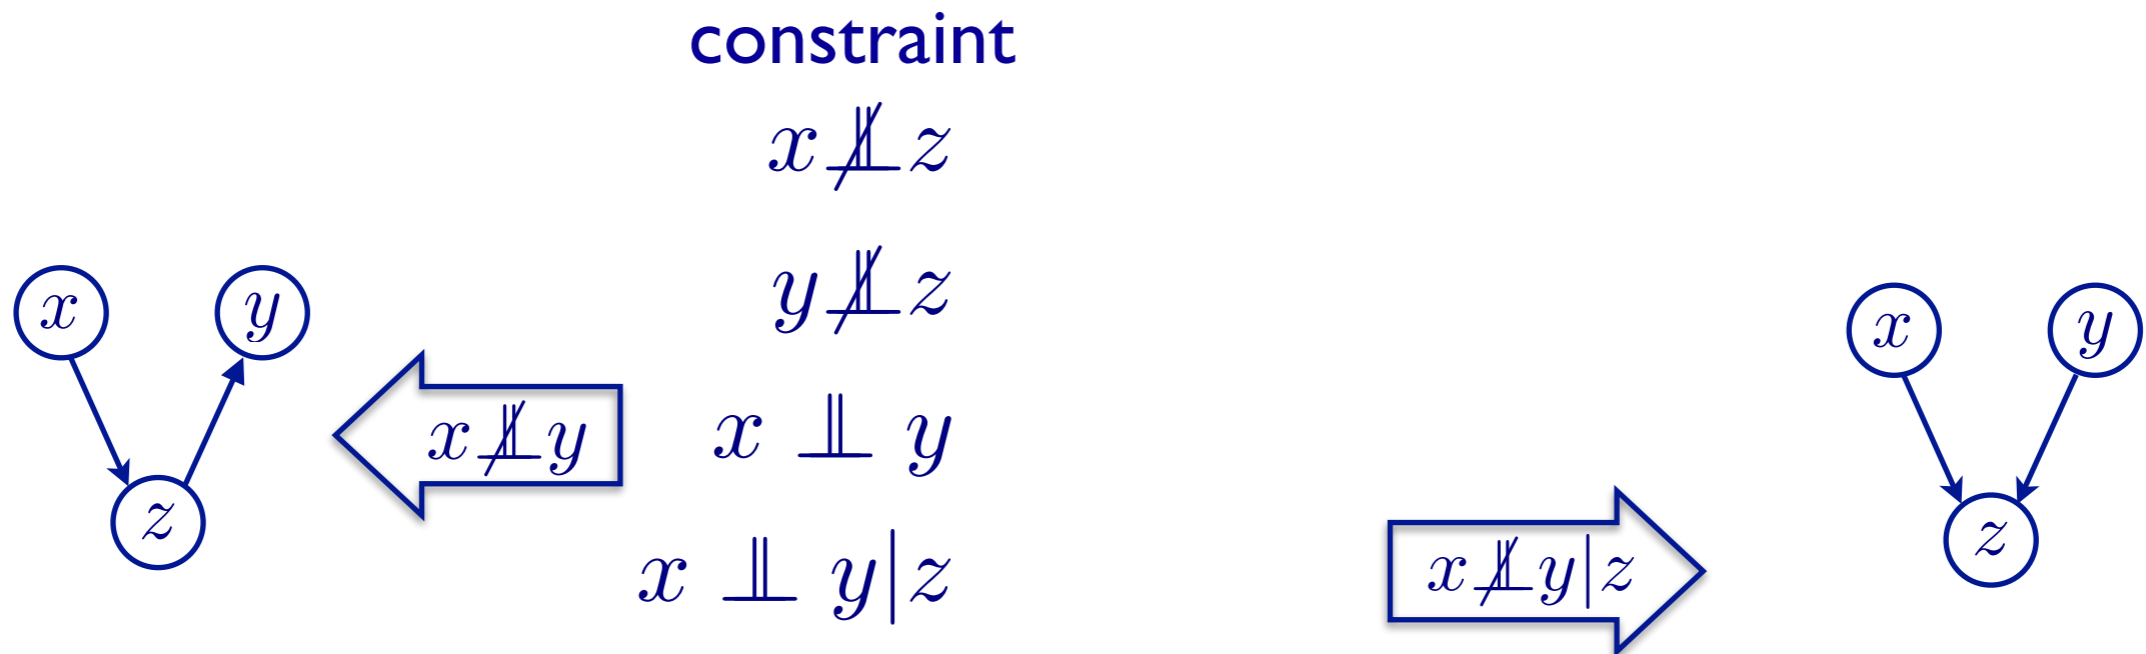 constraint
x ⫫̸ z
y ⫫̸ z
x y
x ⫫̸ y
x ⫫ y
x y
z
x ⫫ y|z
x ⫫̸ y|z
z